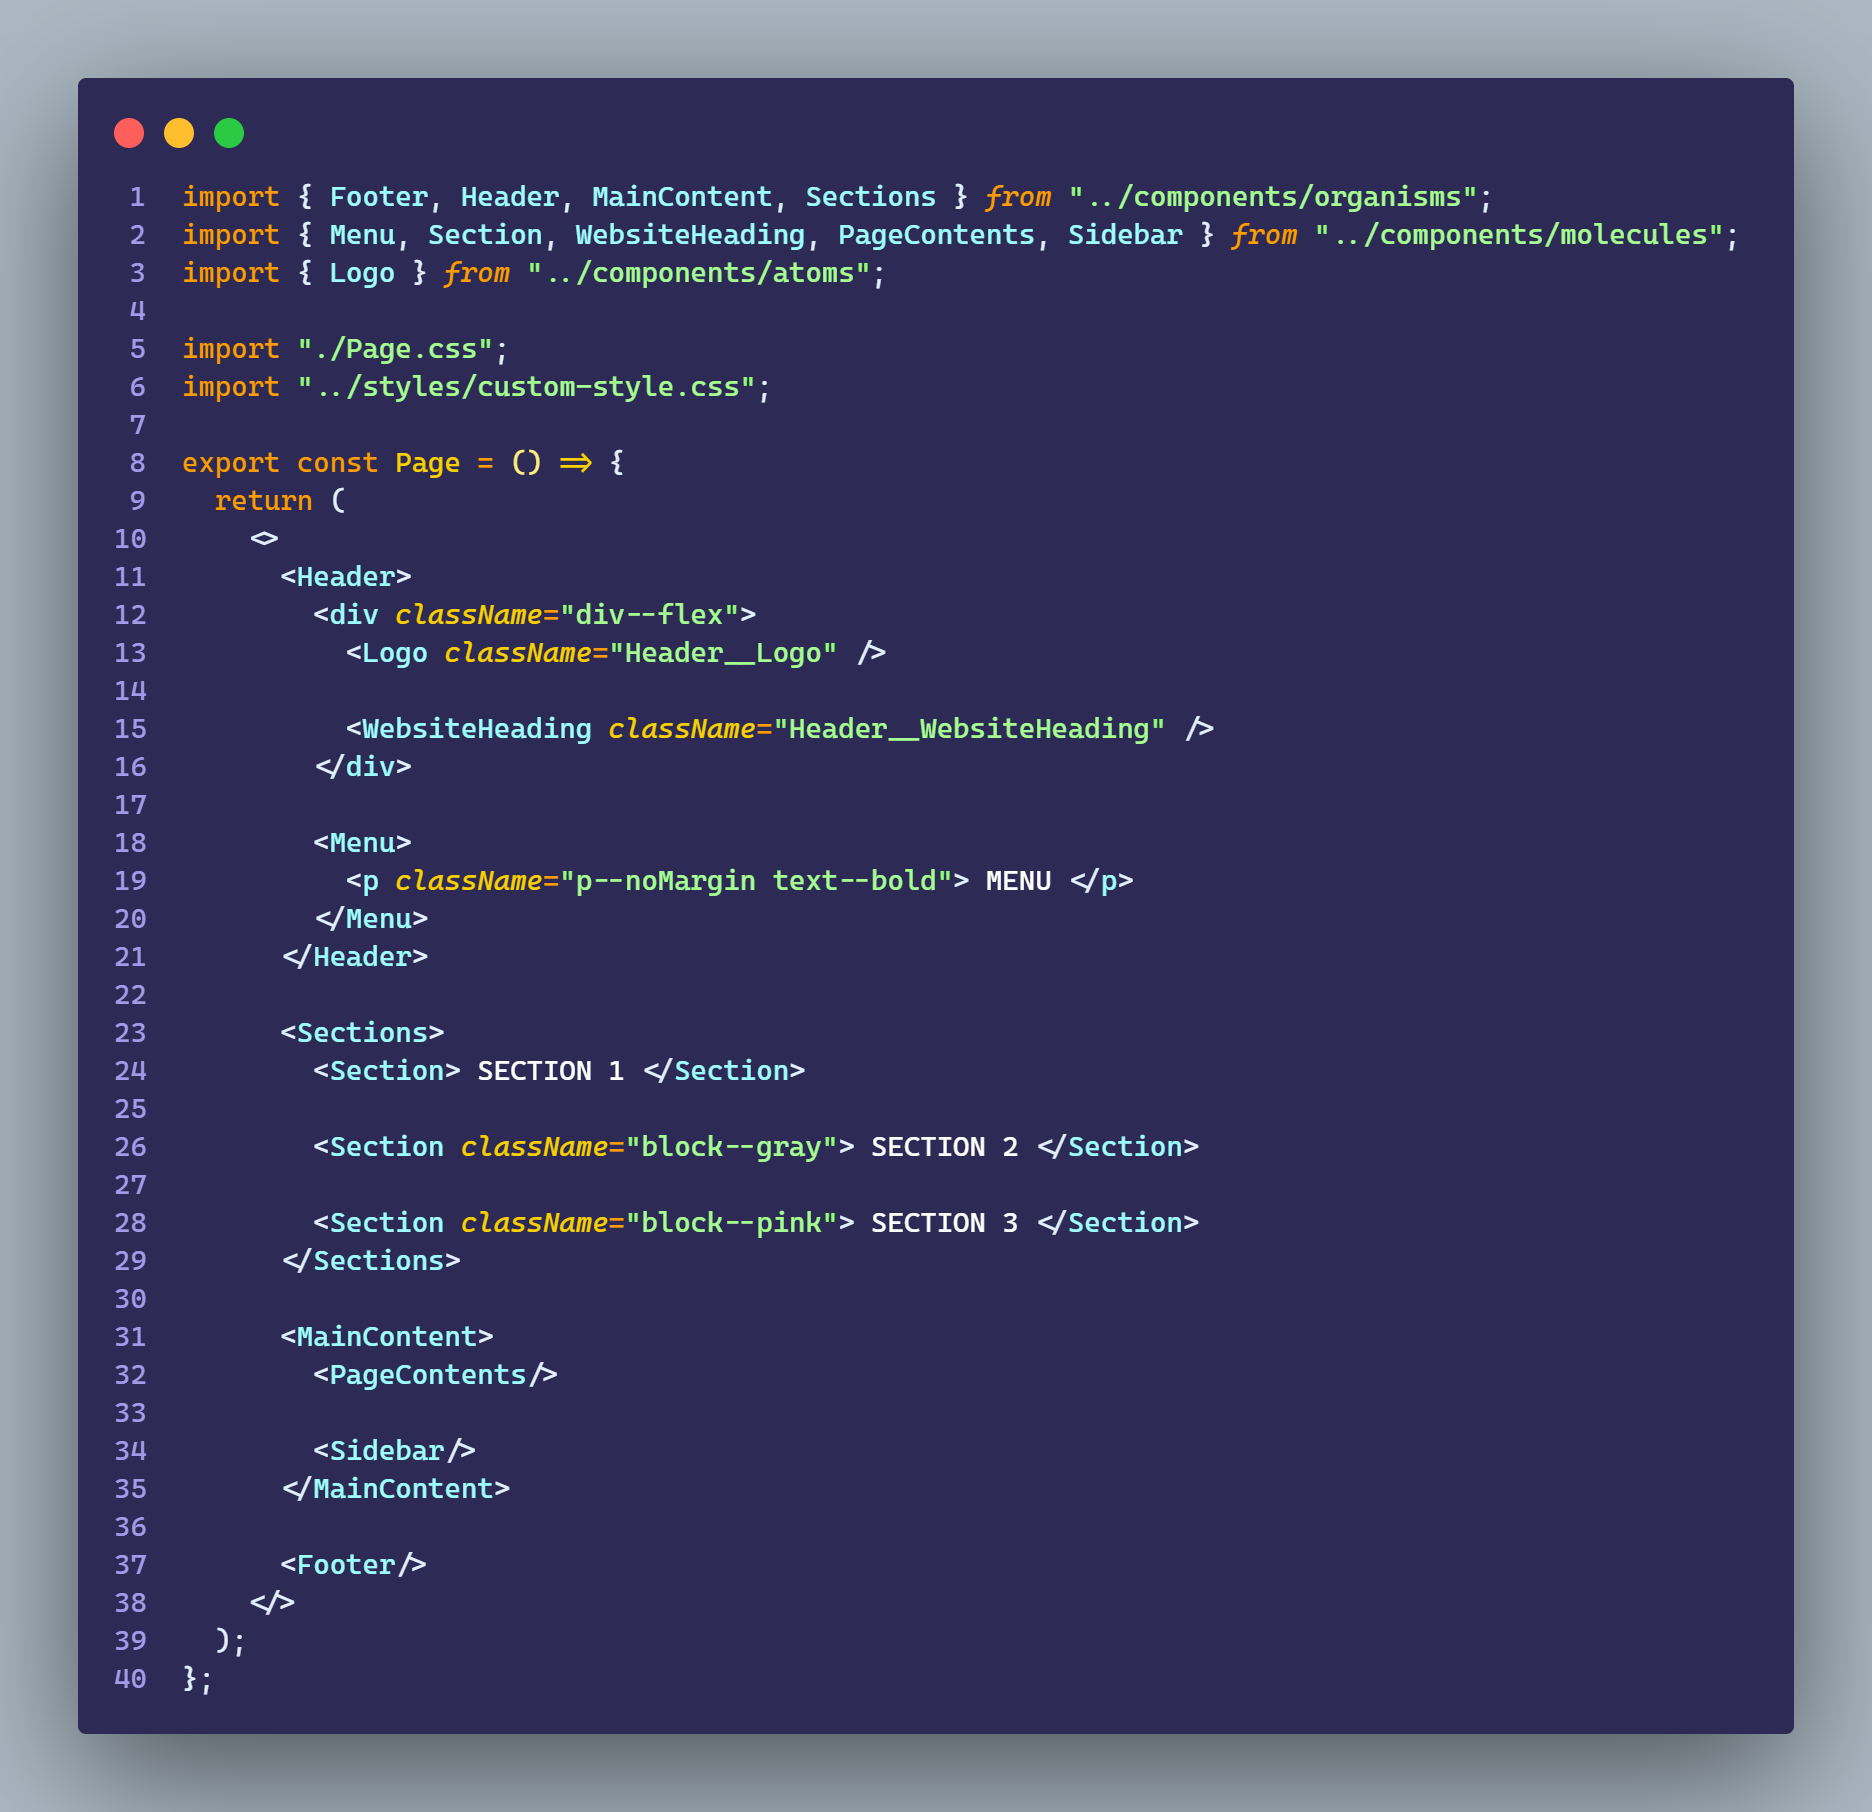 1 import { Footer, Header, MainContent, Sections } from "../components/organisms";
2 import { Menu, Section, WebsiteHeading, PageContents, Sidebar } from "../components/molecules";
3 import { Logo } from "../components/atoms";
4
5 import "./Page.css";
6 import "../styles/custom-style.css";
7
8 export const Page = () => {
9   return (
10     <>
11       <Header>
12         <div className="div--flex">
13           <Logo className="Header__Logo" />
14
15           <WebsiteHeading className="Header__WebsiteHeading" />
16         </div>
17
18         <Menu>
19           <p className="p--noMargin text--bold"> MENU </p>
20         </Menu>
21       </Header>
22
23       <Sections>
24         <Section> SECTION 1 </Section>
25
26         <Section className="block--gray"> SECTION 2 </Section>
27
28         <Section className="block--pink"> SECTION 3 </Section>
29       </Sections>
30
31       <MainContent>
32         <PageContents/>
33
34         <Sidebar/>
35       </MainContent>
36
37       <Footer/>
38     </>
39   );
40 };